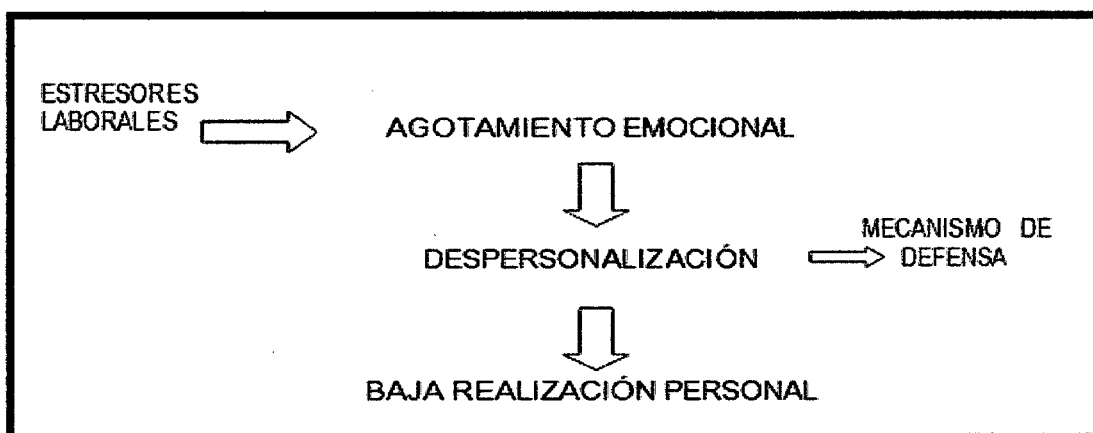 ESTRESORES
LABORALES
AGOTAMIENTO EMOCIONAL
DESPERSONALIZACIÓN
MECANISMO DE
DEFENSA
BAJA REALIZACIÓN PERSONAL